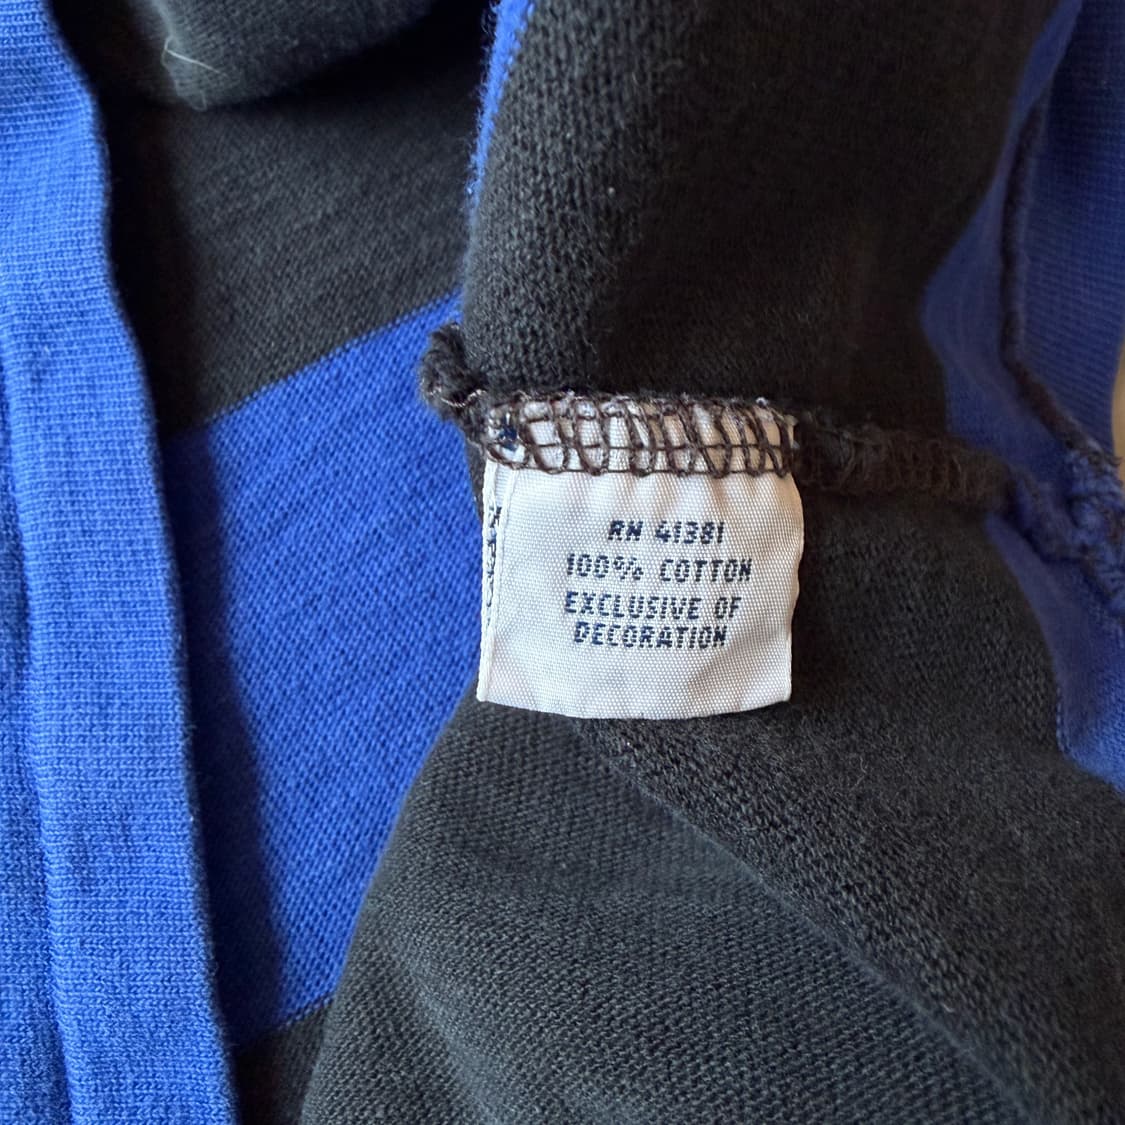 RN 41381
100% COTTON
EXCLUSIVE OF
DECORATION